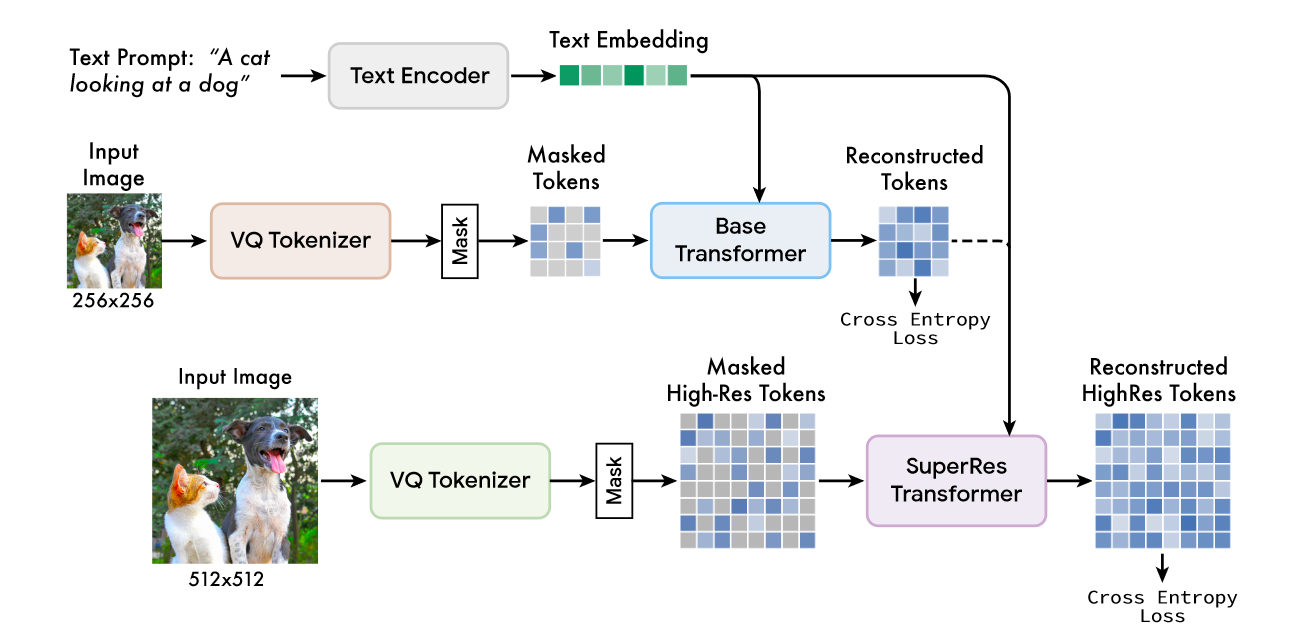 Text Prompt: “A cat
looking at a dog”
Text Encoder
Text Embedding
Input
Image
256x256
VQ Tokenizer
Mask
Masked
Tokens
Base
Transformer
Reconstructed
Tokens
Cross Entropy
Loss
Input Image
512x512
VQ Tokenizer
Mask
Masked
High-Res Tokens
SuperRes
Transformer
Reconstructed
HighRes Tokens
Cross Entropy
Loss